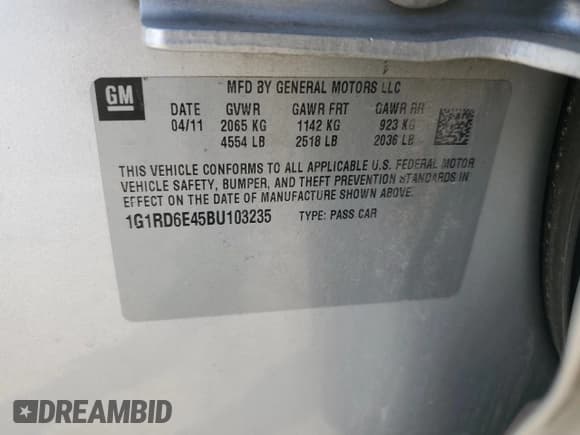 GM
MFD BY GENERAL MOTORS LLC
DATE GVWR GAWR FRT GAWR RR
04/11 2065 KG 1142 KG 923 KG
4554 LB 2518 LB 2036 LB
THIS VEHICLE CONFORMS TO ALL APPLICABLE U.S. FEDERAL MOTOR
VEHICLE SAFETY, BUMPER, AND THEFT PREVENTION STANDARDS IN
EFFECT ON THE DATE OF MANUFACTURE SHOWN ABOVE.
1G1RD6E45BU103235 TYPE: PASS CAR
DREAMBID